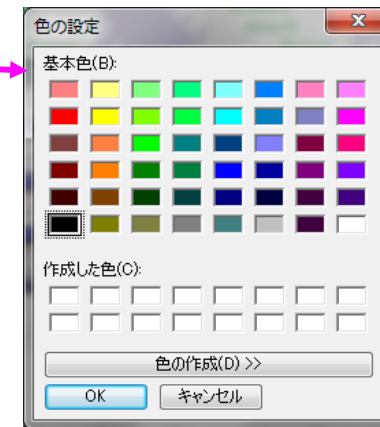 色の設定
基本色(B):
作成した色(C):
色の作成(D) >>
OK
キャンセル